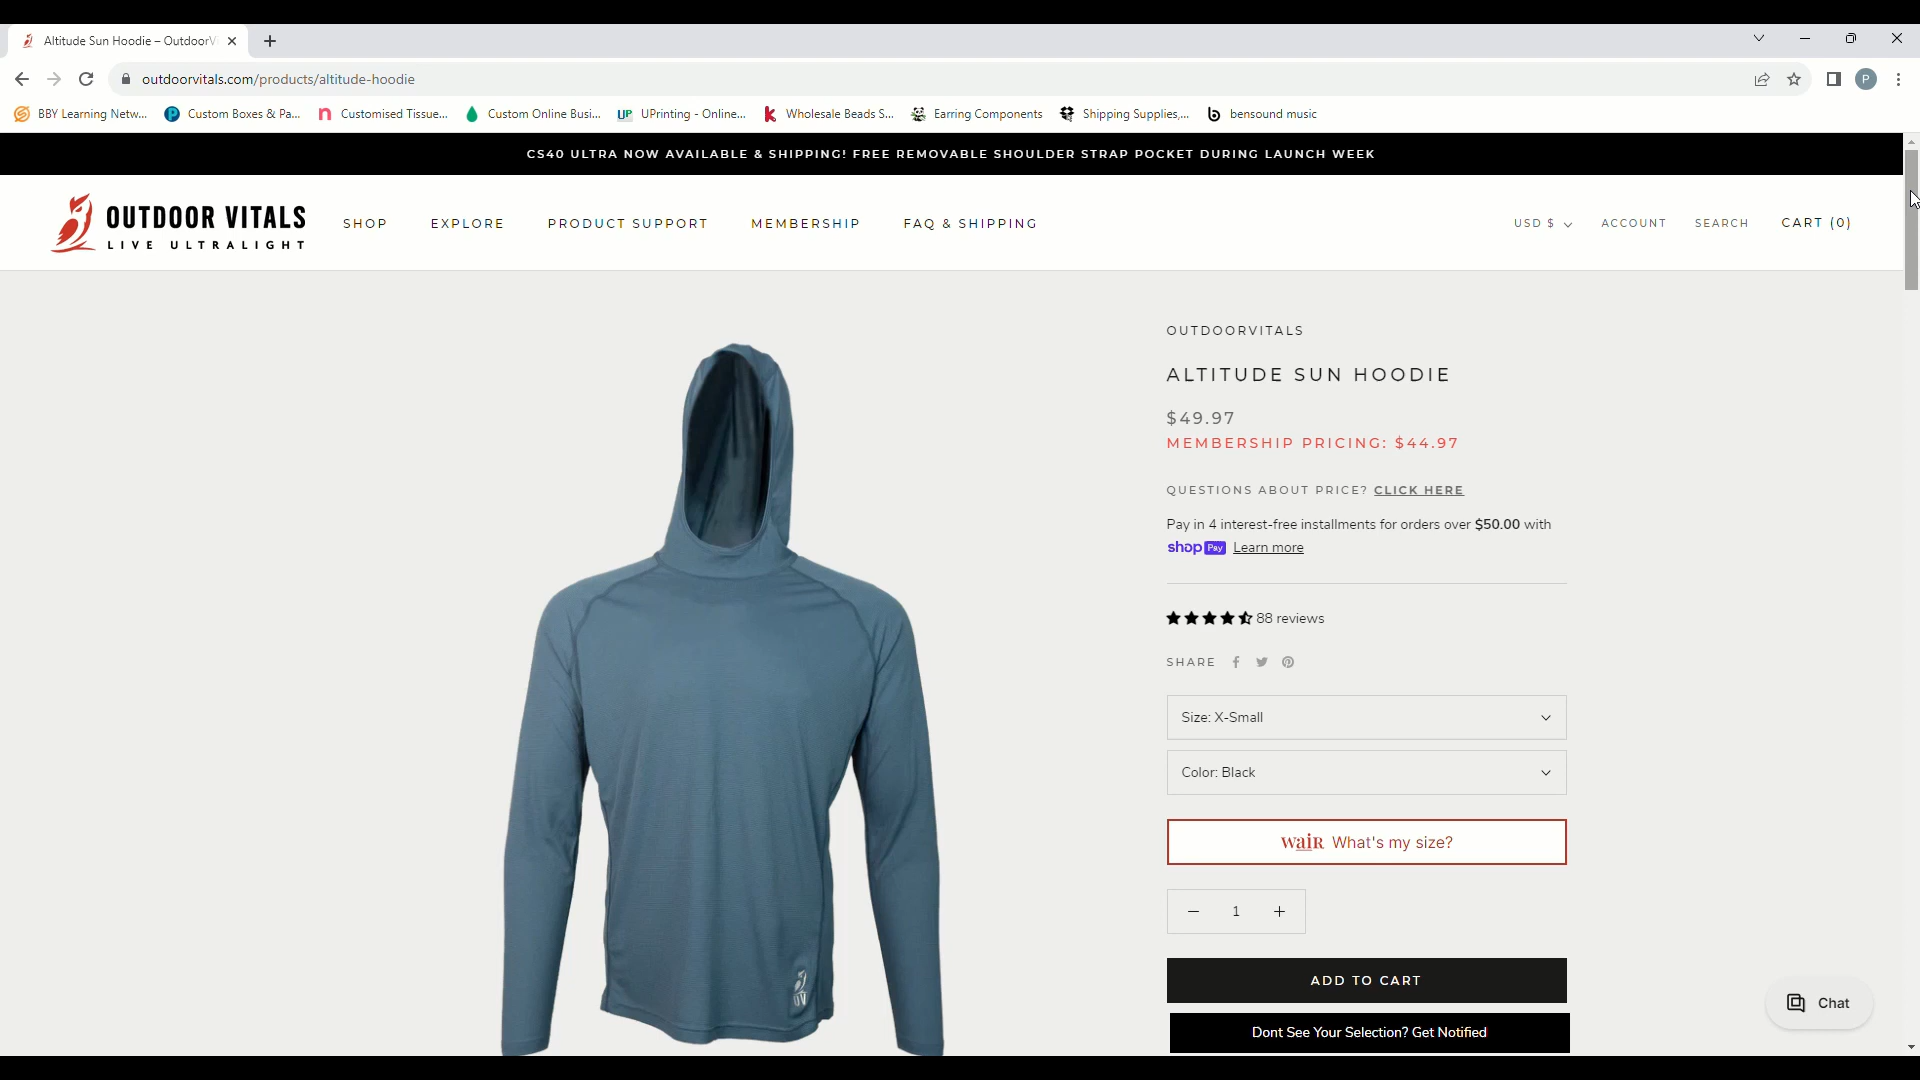 Altitude Sun Hoodie – OutdoorV
outdoorvitals.com/products/altitude-hoodie
P
BBY Learning Netw... Custom Boxes & Pa... Customised Tissue... Custom Online Busi... UP UPrinting - Online... Wholesale Beads S... Earring Components Shipping Supplies,... bensound music
CS40 ULTRA NOW AVAILABLE & SHIPPING! FREE REMOVABLE SHOULDER STRAP POCKET DURING LAUNCH WEEK
OUTDOOR VITALS
LIVE ULTRALIGHT
SHOP EXPLORE PRODUCT SUPPORT MEMBERSHIP FAQ & SHIPPING
USD $ ACCOUNT SEARCH CART (0)
OUTDOORVITALS
ALTITUDE SUN HOODIE
$49.97
MEMBERSHIP PRICING: $44.97
QUESTIONS ABOUT PRICE? CLICK HERE
Pay in 4 interest-free installments for orders over $50.00 with
shop Pay Learn more
88 reviews
SHARE
Size: X-Small
Color: Black
wair What's my size?
1
ADD TO CART
Dont See Your Selection? Get Notified
OV
Chat